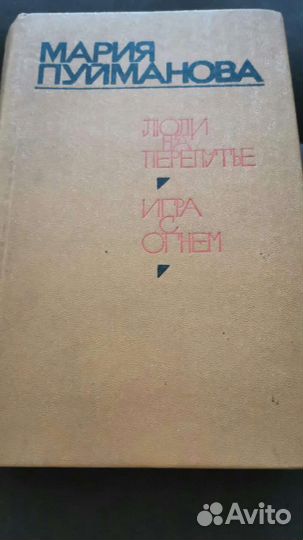 МАРИЯ
ПУЙМАНОВА
ЛЮДИ
НА
ПЕРЕПУТЬЕ
ИГРА
С
ОГНЕМ
Avito